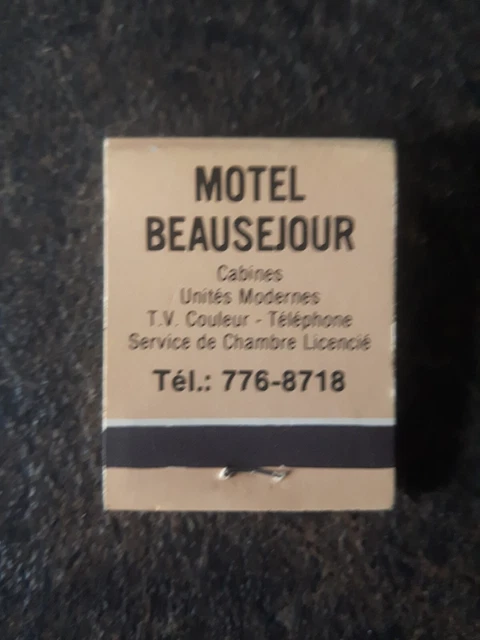 MOTEL
BEAUSEJOUR
Cabines
Unités Modernes
T.V. Couleur - Téléphone
Service de Chambre Licencié
Tél.: 776-8718